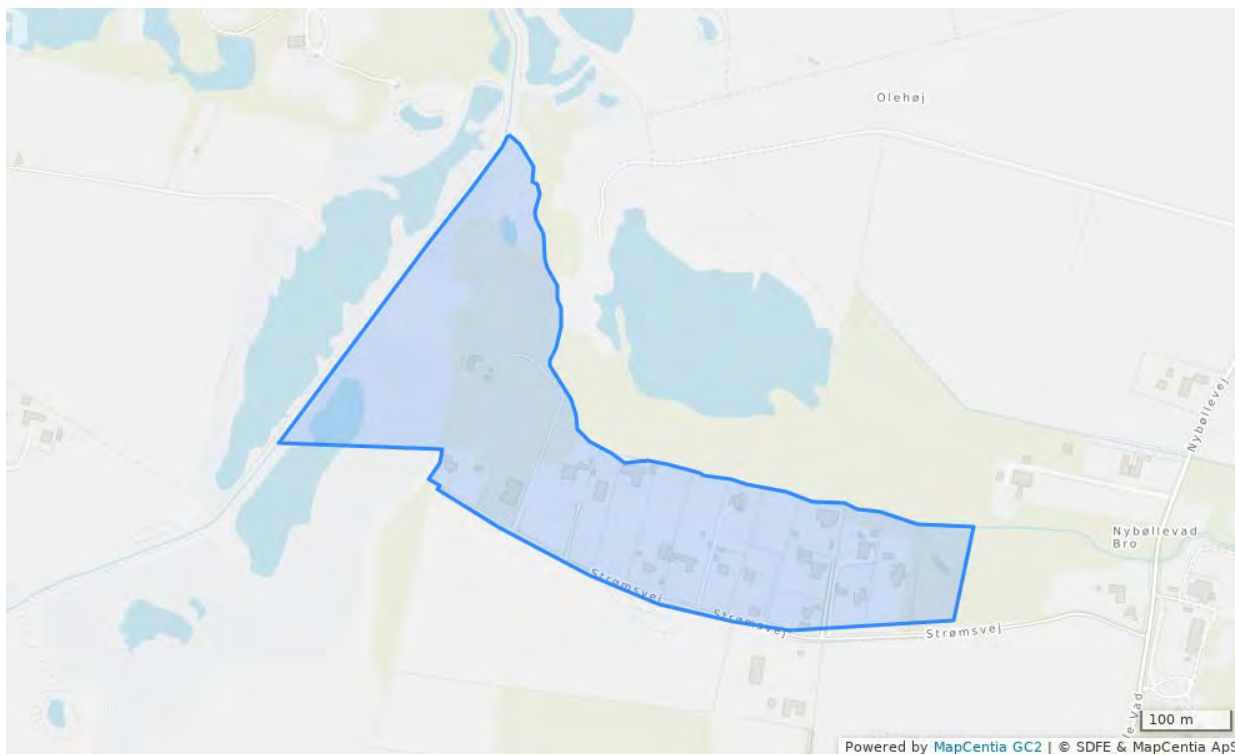 Olehøj
Nybøllevej
Nybøllevad
Bro
Strømsvej
Strømsvej
Strømsvej
100 m
Powered by MapCentia GC2 | © SDFE & MapCentia ApS